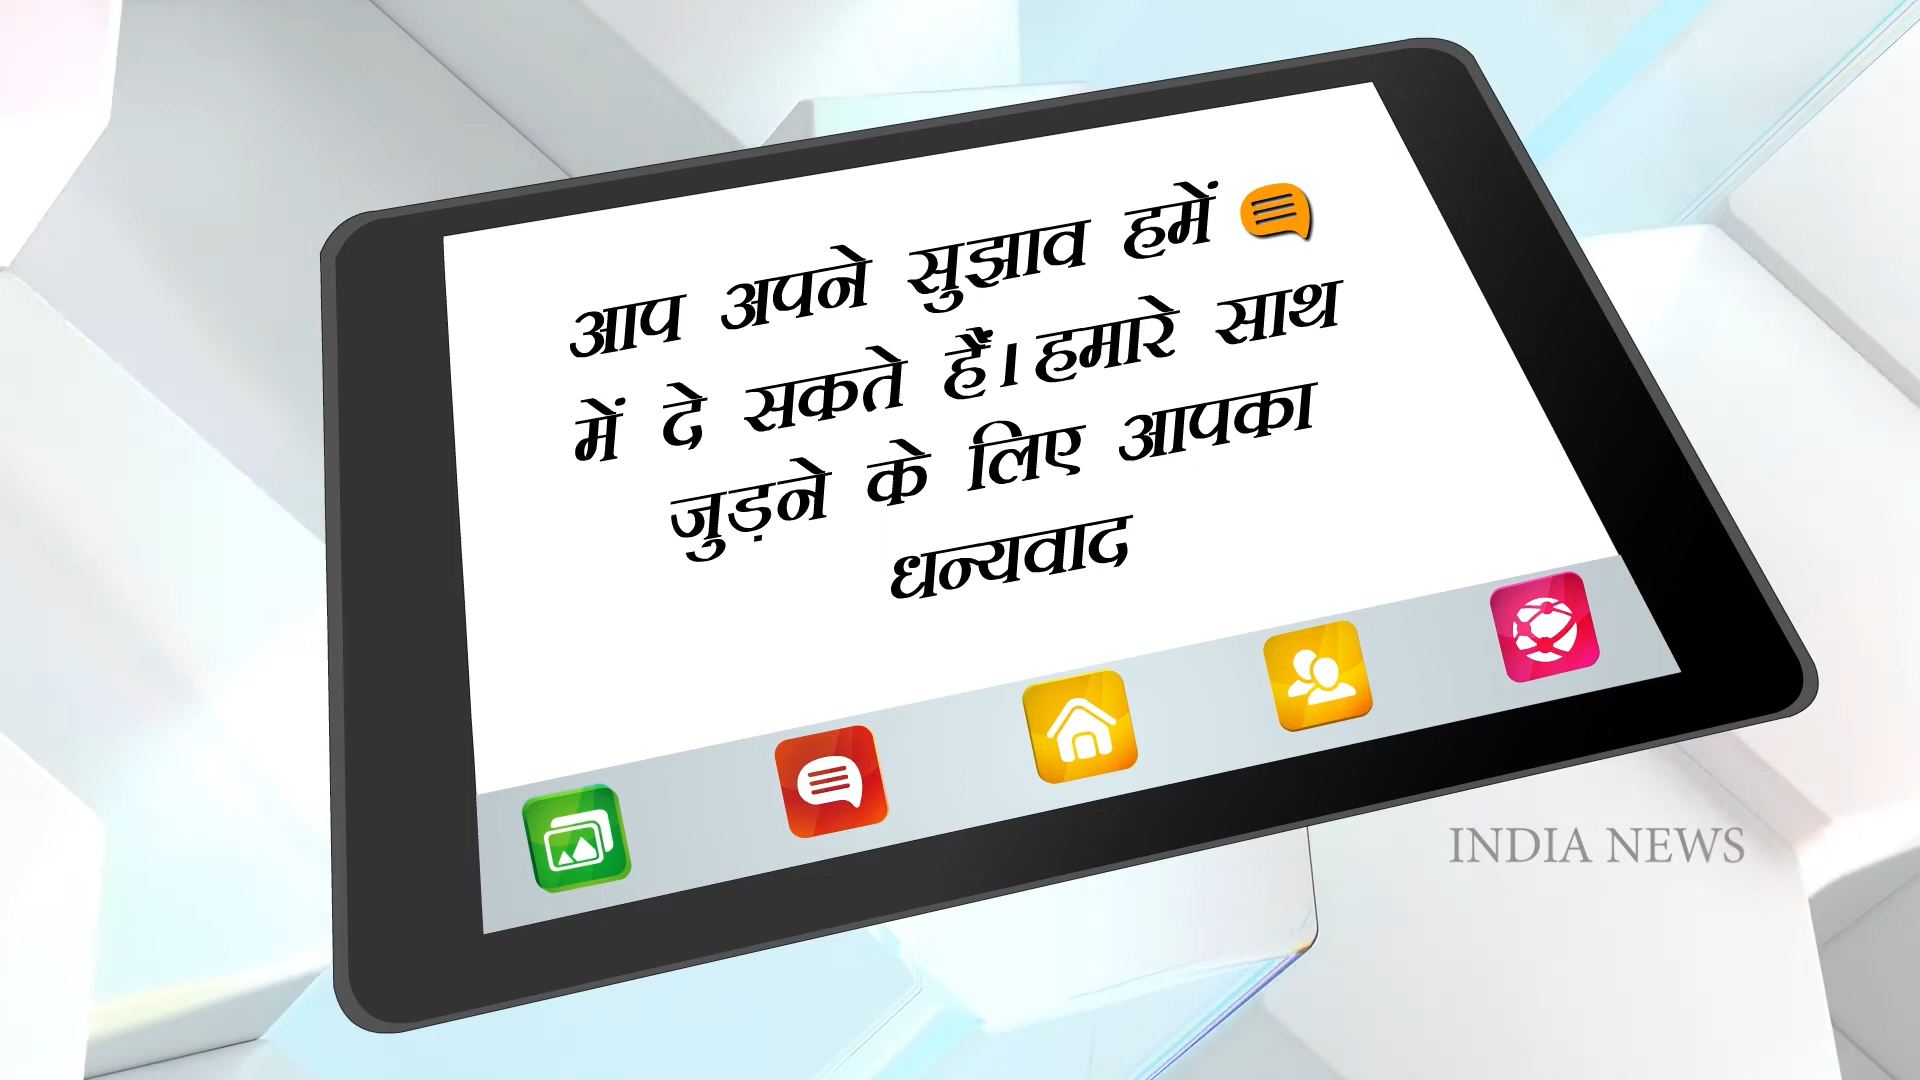 आप अपने सुझाव हमें
में दे सकते हैं। हमारे साथ
जुड़ने के लिए आपका
धन्यवाद
INDIA NEWS